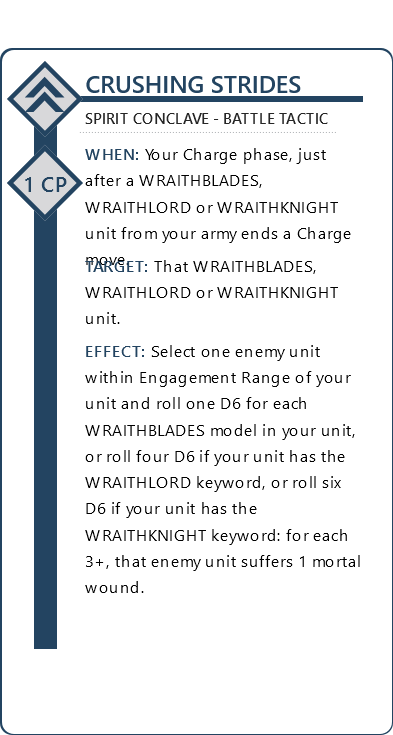 CRUSHING STRIDES
SPIRIT CONCLAVE - BATTLE TACTIC
1 CP
WHEN: Your Charge phase, just
after a WRAITHBLADES,
WRAITHLORD or WRAITHKNIGHT
unit from your army ends a Charge
move.
TARGET: That WRAITHBLADES,
WRAITHLORD or WRAITHKNIGHT
unit.
EFFECT: Select one enemy unit
within Engagement Range of your
unit and roll one D6 for each
WRAITHBLADES model in your unit,
or roll four D6 if your unit has the
WRAITHLORD keyword, or roll six
D6 if your unit has the
WRAITHKNIGHT keyword: for each
3+, that enemy unit suffers 1 mortal
wound.